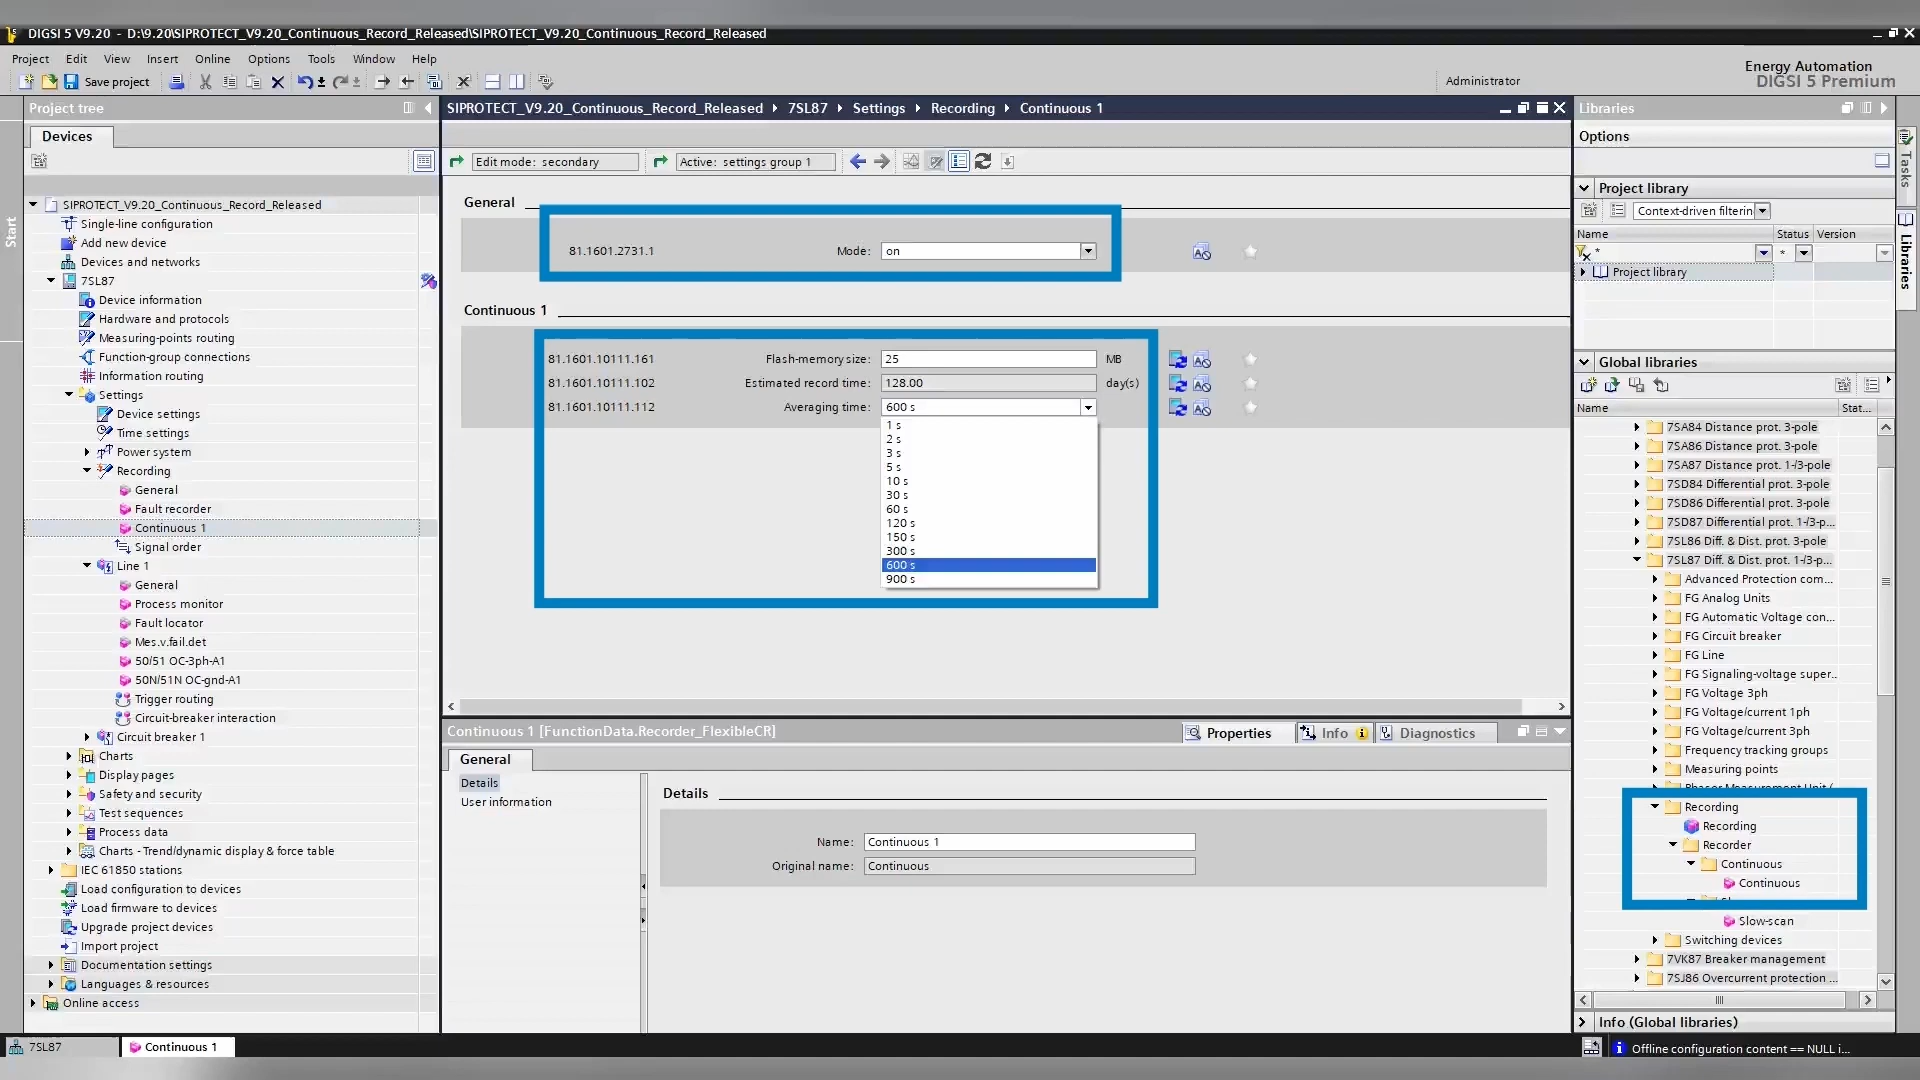 DIGSI 5 V9.20 - D:\9.20\SIPROTECT_V9.20_Continuous_Record_Released\SIPROTECT_V9.20_Continuous_Record_Released
Project Edit View Insert Online Options Tools Window Help
Energy Automation
DIGSI 5 Premium
Save project
Administrator
Project tree
Devices
Start
SIPROTECT_V9.20_Continuous_Record_Released
Single-line configuration
Add new device
Devices and networks
7SL87
Device information
Hardware and protocols
Measuring-points routing
Function-group connections
Information routing
Settings
Device settings
Time settings
Power system
Recording
General
Fault recorder
Continuous 1
Signal order
Line 1
General
Process monitor
Fault locator
Mes.v.fail.det
50/51 OC-3ph-A1
50N/51N OC-gnd-A1
Trigger routing
Circuit-breaker interaction
Circuit breaker 1
Charts
Display pages
Safety and security
Test sequences
Process data
Charts - Trend/dynamic display & force table
IEC 61850 stations
Load configuration to devices
Load firmware to devices
Upgrade project devices
Import project
Documentation settings
Languages & resources
Online access
SIPROTECT_V9.20_Continuous_Record_Released 7SL87 Settings Recording Continuous 1
Edit mode: secondary
Active: settings group 1
General
81.1601.2731.1 Mode: on
Continuous 1
81.1601.10111.161 Flash-memory size: 25 MB
81.1601.10111.102 Estimated record time: 128.00 day(s)
81.1601.10111.112 Averaging time: 600 s
1 s
2 s
3 s
5 s
10 s
30 s
60 s
120 s
150 s
300 s
600 s
900 s
Continuous 1 [FunctionData.Recorder_FlexibleCR]
Properties Info Diagnostics
General
Details
User information
Details
Name: Continuous 1
Original name: Continuous
Libraries
Options
Project library
Context-driven filterin
Name Status Version
* *
Project library
Global libraries
Name Stat...
7SA84 Distance prot. 3-pole
7SA86 Distance prot. 3-pole
7SA87 Distance prot. 1-/3-pole
7SD84 Differential prot. 3-pole
7SD86 Differential prot. 3-pole
7SD87 Differential prot. 1-/3-p...
7SL86 Diff. & Dist. prot. 3-pole
7SL87 Diff. & Dist. prot. 1-/3-p...
Advanced Protection com...
FG Analog Units
FG Automatic Voltage con...
FG Circuit breaker
FG Line
FG Signaling-voltage super...
FG Voltage 3ph
FG Voltage/current 1ph
FG Voltage/current 3ph
Frequency tracking groups
Measuring points
Recording
Recording
Recorder
Continuous
Continuous
Slow-scan
Switching devices
7VK87 Breaker management
7SJ86 Overcurrent protection ...
Info (Global libraries)
Tasks
Libraries
7SL87
Continuous 1
Offline configuration content == NULL i...